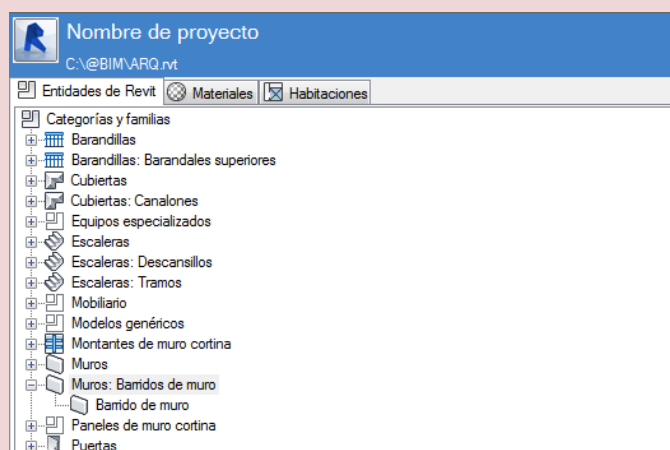 Nombre de proyecto
C:\@BIM\ARQ.rvt
Entidades de Revit Materiales Habitaciones
Categorías y familias
Barandillas
Barandillas: Barandales superiores
Cubiertas
Cubiertas: Canalones
Equipos especializados
Escaleras
Escaleras: Descansillos
Escaleras: Tramos
Mobiliario
Modelos genéricos
Montantes de muro cortina
Muros
Muros: Barridos de muro
Barrido de muro
Paneles de muro cortina
Puertas